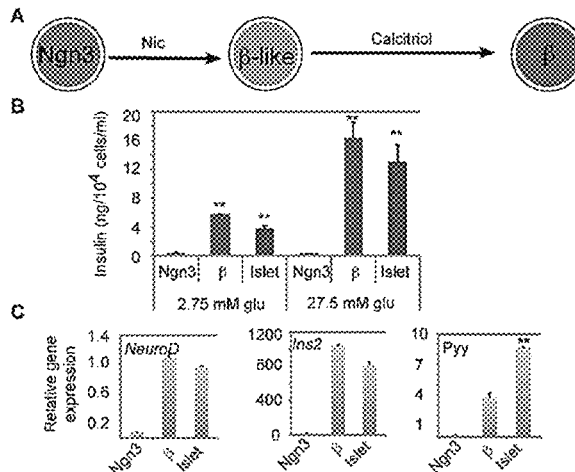 A
Ngn3
Nic
β-like
Calcitriol
β
B
Insulin (ng/10⁴ cells/ml)
20
16
12
8
4
0
** ** ** **
Ngn3 β Islet Ngn3 β Islet
2.75 mM glu 27.5 mM glu
C
Relative gene
expression
1.4
1.0
0.6
0.2
NeuroD
Ngn3 β Islet
1200
800
400
0
Ins2
Ngn3 β Islet
10
7
4
1
Pyy
**
Ngn3 β Islet